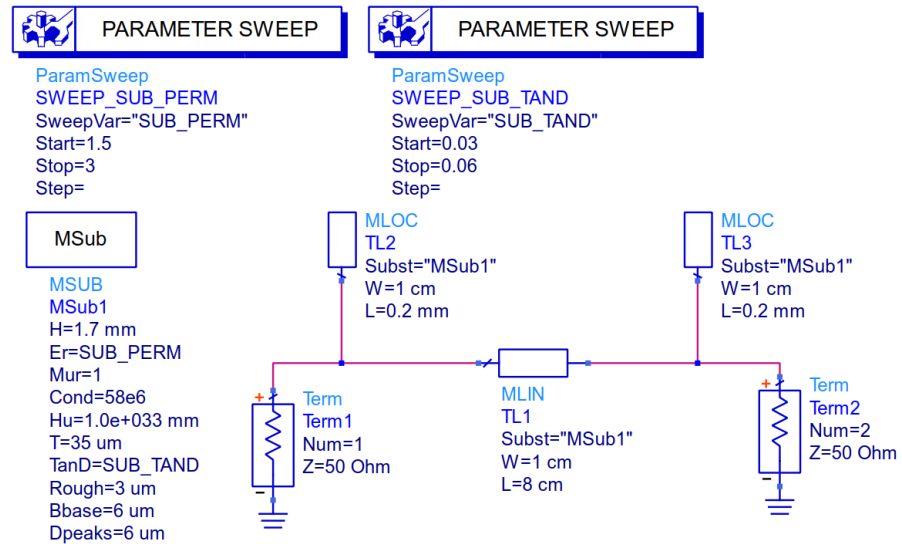 PARAMETER SWEEP
ParamSweep
SWEEP_SUB_PERM
SweepVar="SUB_PERM"
Start=1.5
Stop=3
Step=
PARAMETER SWEEP
ParamSweep
SWEEP_SUB_TAND
SweepVar="SUB_TAND"
Start=0.03
Stop=0.06
Step=
MSub
MSUB
MSub1
H=1.7 mm
Er=SUB_PERM
Mur=1
Cond=58e6
Hu=1.0e+033 mm
T=35 um
TanD=SUB_TAND
Rough=3 um
Bbase=6 um
Dpeaks=6 um
MLOC
TL2
Subst="MSub1"
W=1 cm
L=0.2 mm
MLOC
TL3
Subst="MSub1"
W=1 cm
L=0.2 mm
+
-
Term
Term1
Num=1
Z=50 Ohm
MLIN
TL1
Subst="MSub1"
W=1 cm
L=8 cm
+
-
Term
Term2
Num=2
Z=50 Ohm